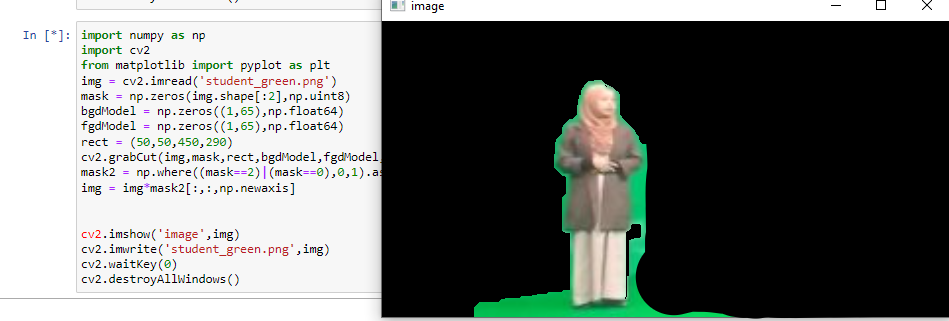 image
In [*]:
import numpy as np
import cv2
from matplotlib import pyplot as plt
img = cv2.imread('student_green.png')
mask = np.zeros(img.shape[:2],np.uint8)
bgdModel = np.zeros((1,65),np.float64)
fgdModel = np.zeros((1,65),np.float64)
rect = (50,50,450,290)
cv2.grabCut(img,mask,rect,bgdModel,fgdModel,
mask2 = np.where((mask==2)|(mask==0),0,1).as
img = img*mask2[:,:,np.newaxis]
cv2.imshow('image',img)
cv2.imwrite('student_green.png',img)
cv2.waitKey(0)
cv2.destroyAllWindows()